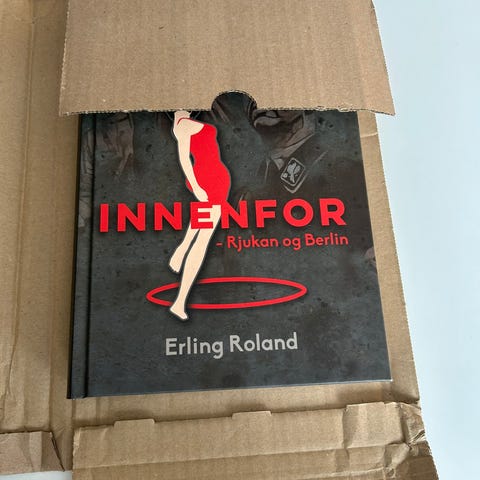 INNENFOR
- Rjukan og Berlin
Erling Roland